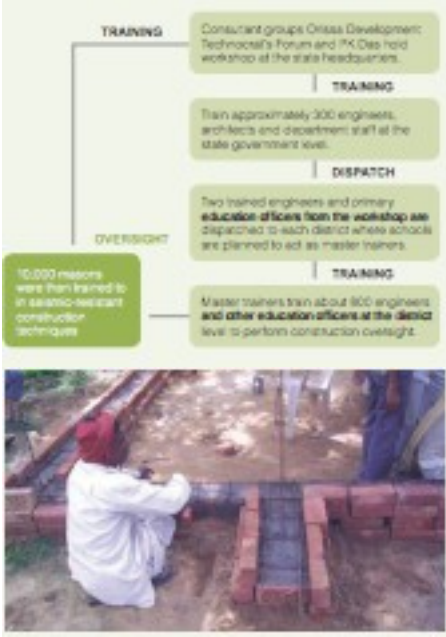 TRAINING
Consultant groups Orissa Development
Technocrat's Forum and PK Das hold
workshop at the state headquarters.
TRAINING
Train approximately 300 engineers,
architects and department staff at the
state government level.
DISPATCH
Two trained engineers and primary
education officers from the workshop are
dispatched to each district where schools
are planned to act as master trainers.
OVERSIGHT
TRAINING
10,000 masons
were then trained to
in seismic-resistant
construction
techniques
Master trainers train about 800 engineers
and other education officers at the district
level to perform construction oversight.